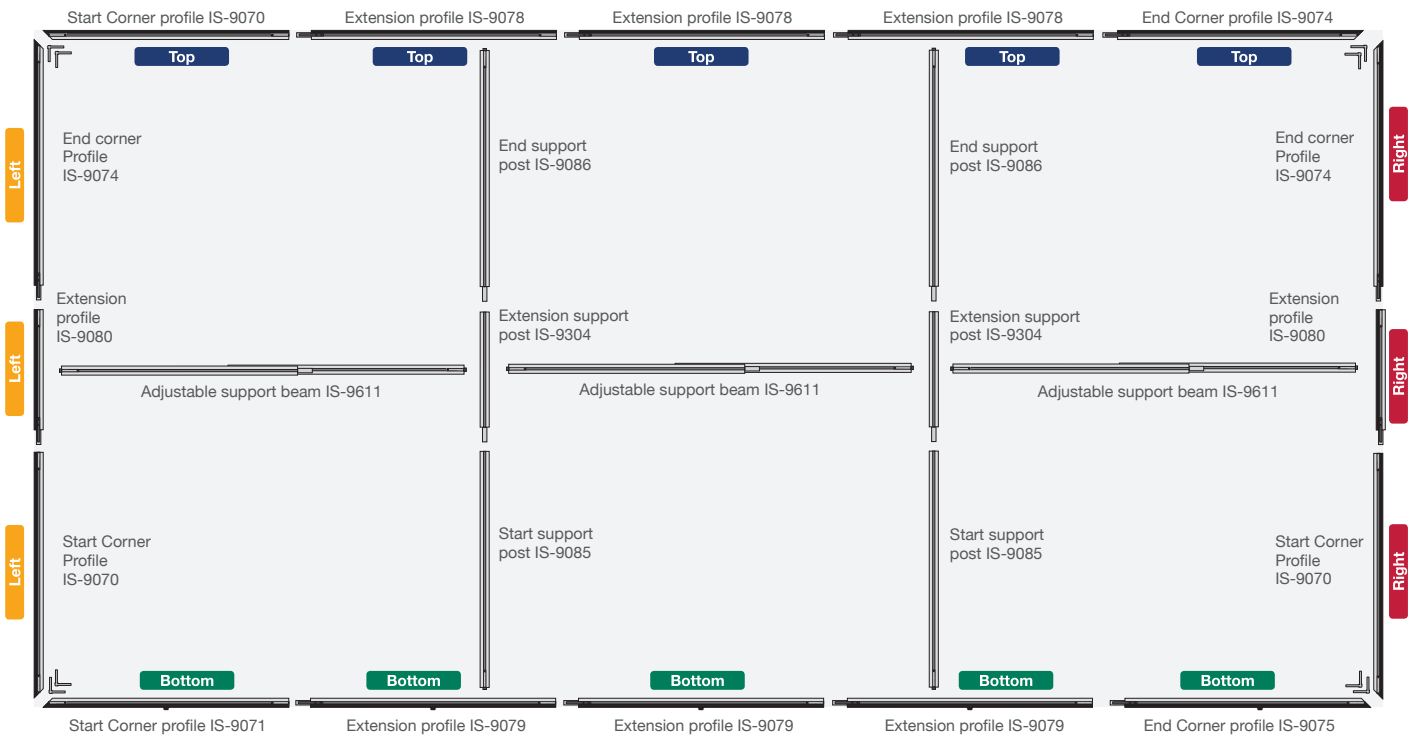 Start Corner profile IS-9070
Extension profile IS-9078
Extension profile IS-9078
Extension profile IS-9078
End Corner profile IS-9074
Top
Top
Top
Top
Top
Left
End corner
Profile
IS-9074
End support
post IS-9086
End support
post IS-9086
End corner
Profile
IS-9074
Right
Left
Extension
profile
IS-9080
Extension support
post IS-9304
Extension support
post IS-9304
Extension
profile
IS-9080
Right
Adjustable support beam IS-9611
Adjustable support beam IS-9611
Adjustable support beam IS-9611
Left
Start Corner
Profile
IS-9070
Start support
post IS-9085
Start support
post IS-9085
Start Corner
Profile
IS-9070
Right
Bottom
Bottom
Bottom
Bottom
Bottom
Start Corner profile IS-9071
Extension profile IS-9079
Extension profile IS-9079
Extension profile IS-9079
End Corner profile IS-9075